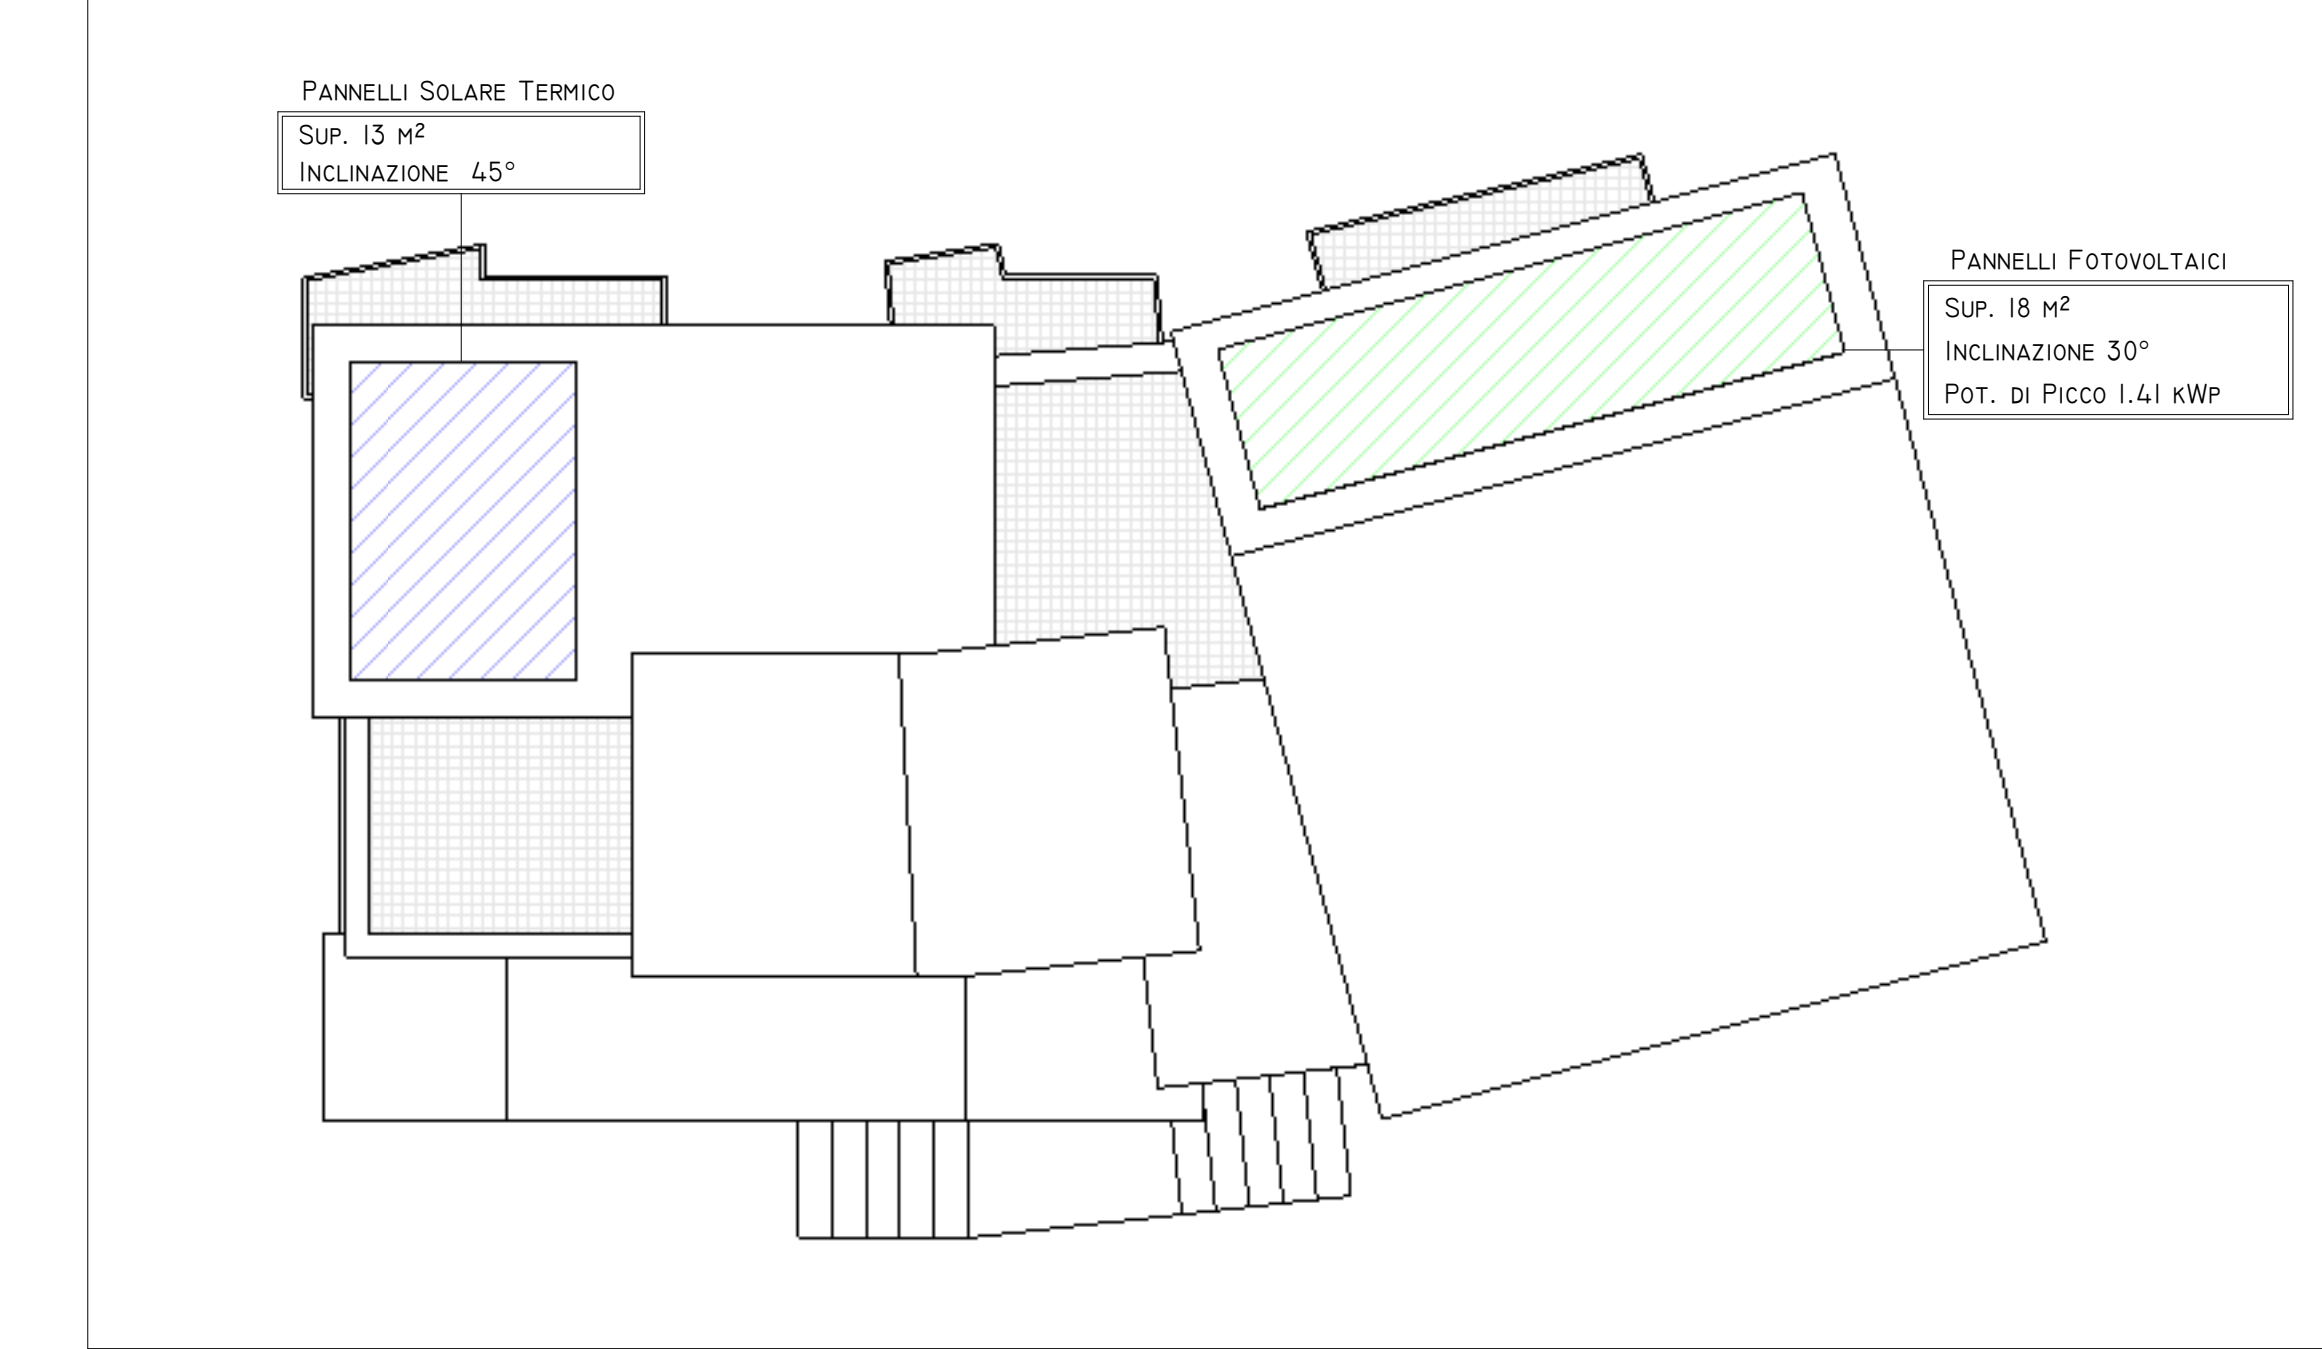 Pannelli Solare Termico
Sup. 13 m²
Inclinazione 45°
Pannelli Fotovoltaici
Sup. 18 m²
Inclinazione 30°
Pot. di Picco 1.41 kWp